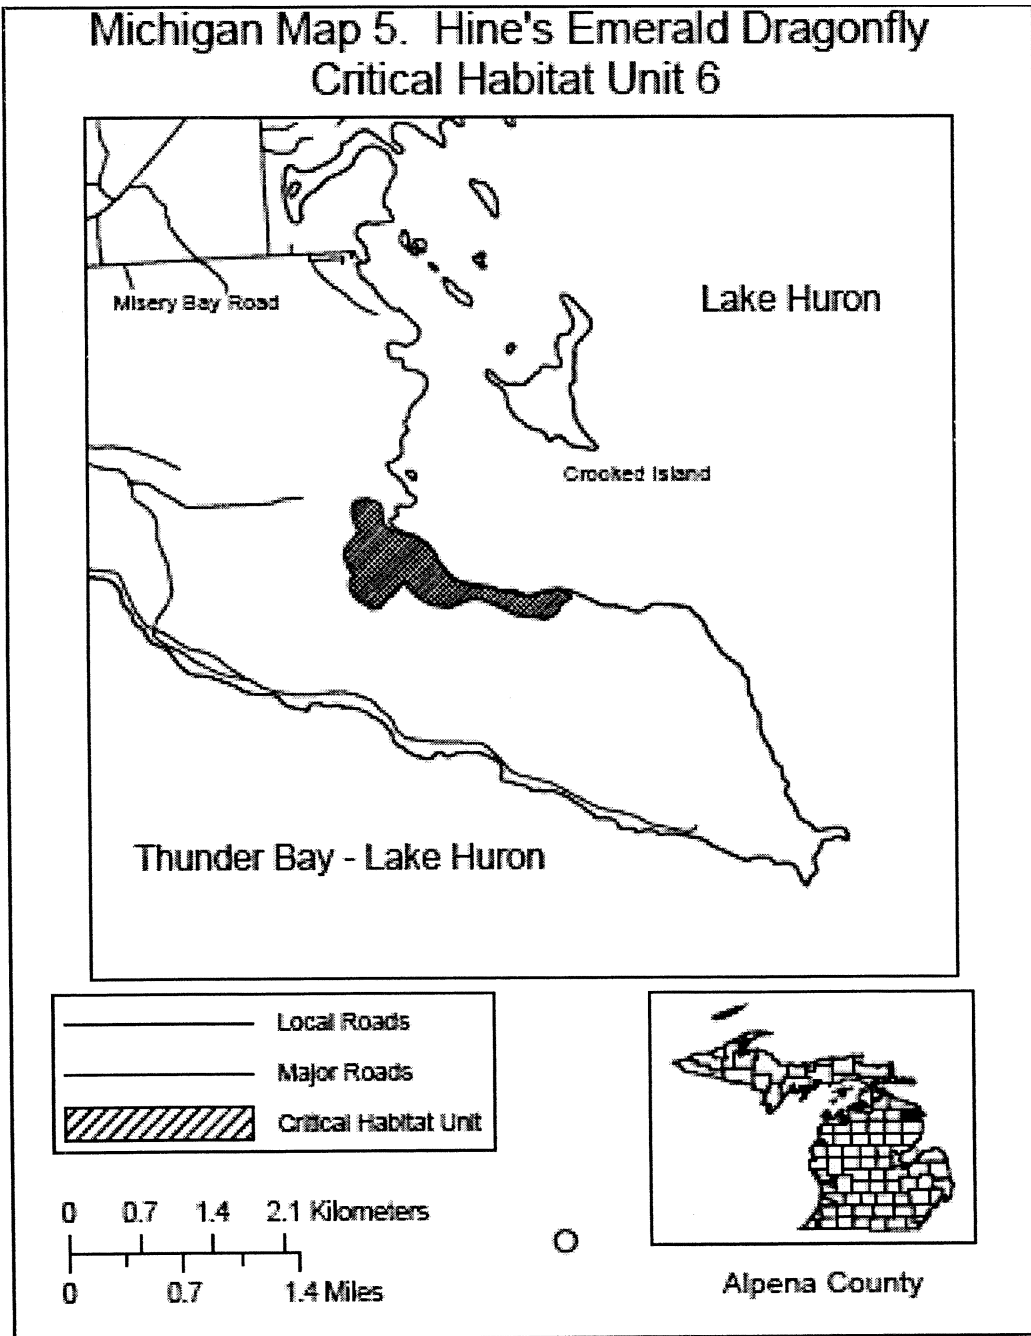 Michigan Map 5. Hine's Emerald Dragonfly
Critical Habitat Unit 6
Misery Bay Road
Lake Huron
Crooked Island
Thunder Bay - Lake Huron
Local Roads
Major Roads
Critical Habitat Unit
0 0.7 1.4 2.1 Kilometers
0 0.7 1.4 Miles
Alpena County